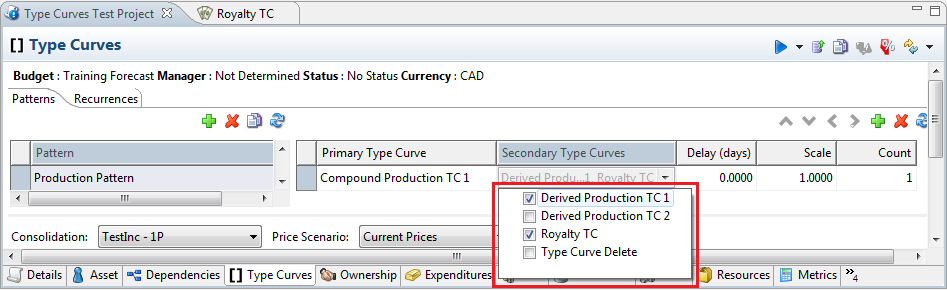 Type Curves Test Project Royalty TC
[ ] Type Curves
Budget : Training Forecast Manager : Not Determined Status : No Status Currency : CAD
Patterns Recurrences
Pattern Primary Type Curve Secondary Type Curves Delay (days) Scale Count
Production Pattern Compound Production TC 1 Derived Produ...1, Royalty TC 0.0000 1.0000 1
Derived Production TC 1
Derived Production TC 2
Royalty TC
Type Curve Delete
Consolidation: TestInc - 1P Price Scenario: Current Prices
Details Asset Dependencies [ ] Type Curves Ownership Expenditures Resources Metrics »4